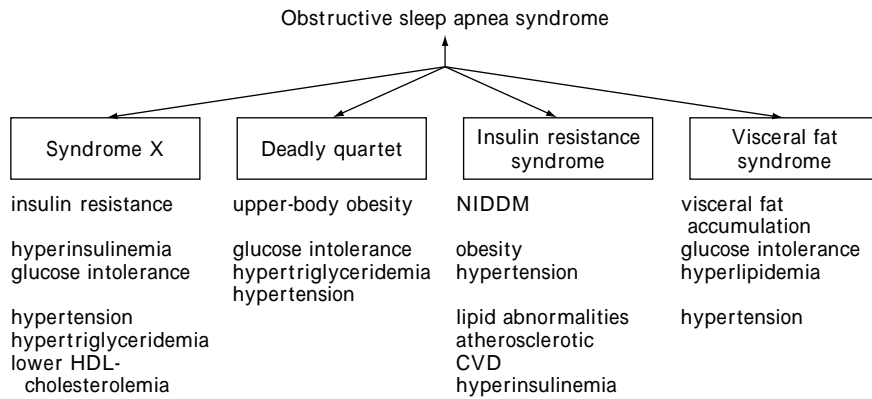 Obstructive sleep apnea syndrome
Syndrome X
insulin resistance
hyperinsulinemia
glucose intolerance
hypertension
hypertriglyceridemia
lower HDL-
cholesterolemia
Deadly quartet
upper-body obesity
glucose intolerance
hypertriglyceridemia
hypertension
Insulin resistance
syndrome
NIDDM
obesity
hypertension
lipid abnormalities
atherosclerotic
CVD
hyperinsulinemia
Visceral fat
syndrome
visceral fat
accumulation
glucose intolerance
hyperlipidemia
hypertension